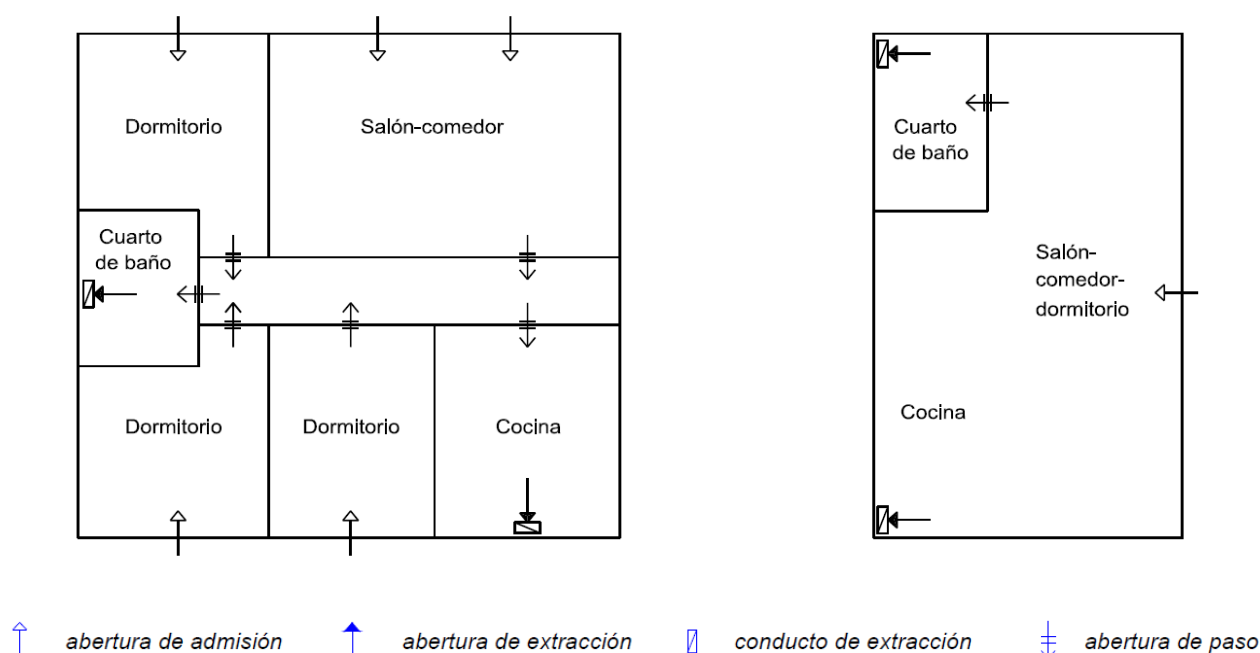 Dormitorio
Salón-comedor
Cuarto
de baño
Dormitorio
Dormitorio
Cocina
Cuarto
de baño
Salón-
comedor-
dormitorio
Cocina
abertura de admisión
abertura de extracción
conducto de extracción
abertura de paso